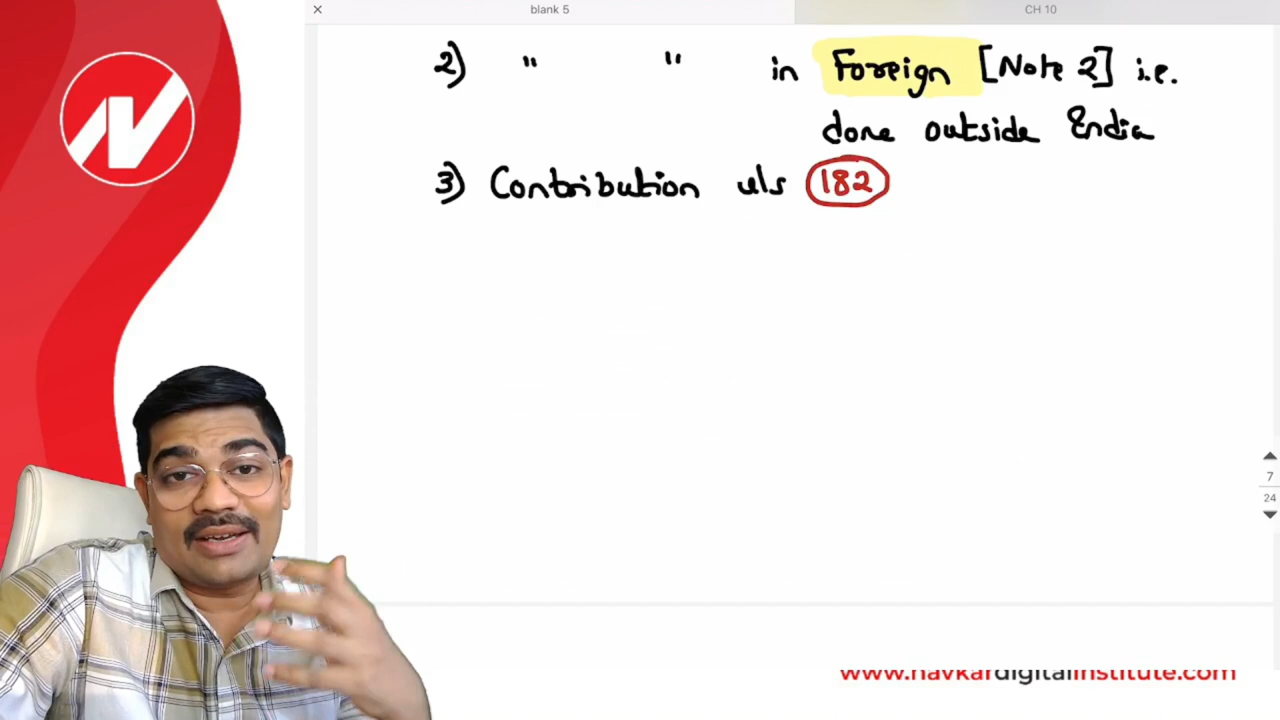 blank 5
CH 10
2) " " in Foreign [Note 2] i.e.
done outside India
3) Contribution u/s 182
7
24
www.navkardigitalinstitute.com